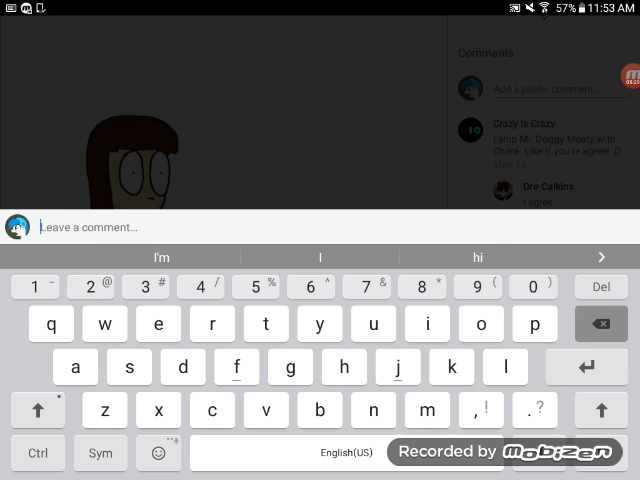 57% 11:53 AM
Comments
Add a public comment...
Crazy Is Crazy
I ship Mr. Doggy Meaty with
Chara. Like if you're agree! :D
May 14
Dre Calkins
I agree
Leave a comment...
I'm I hi
1 _ 2 @ 3 # 4 / 5 % 6 ^ 7 & 8 * 9 ( 0 ) Del
q w e r t y u i o p
a s d f g h j k l
z x c v b n m , ! . ?
Ctrl Sym English(US)
Recorded by mobizen